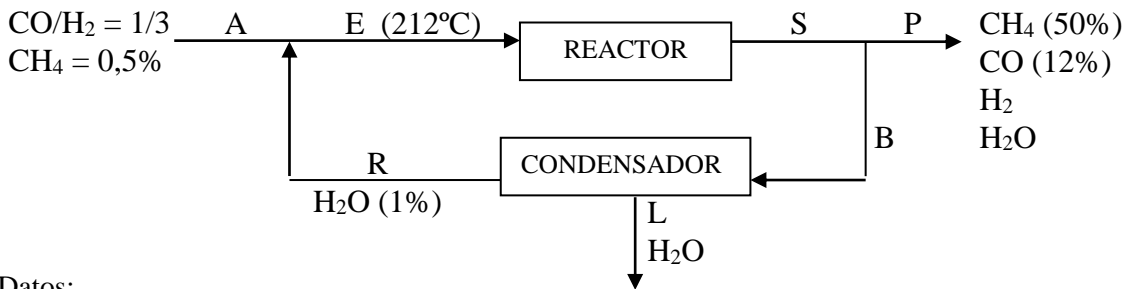 CO/H₂ = 1/3
CH₄ = 0,5%
A
E (212ºC)
REACTOR
S
P
CH₄ (50%)
CO (12%)
H₂
H₂O
B
CONDENSADOR
R
H₂O (1%)
L
H₂O
Datos: